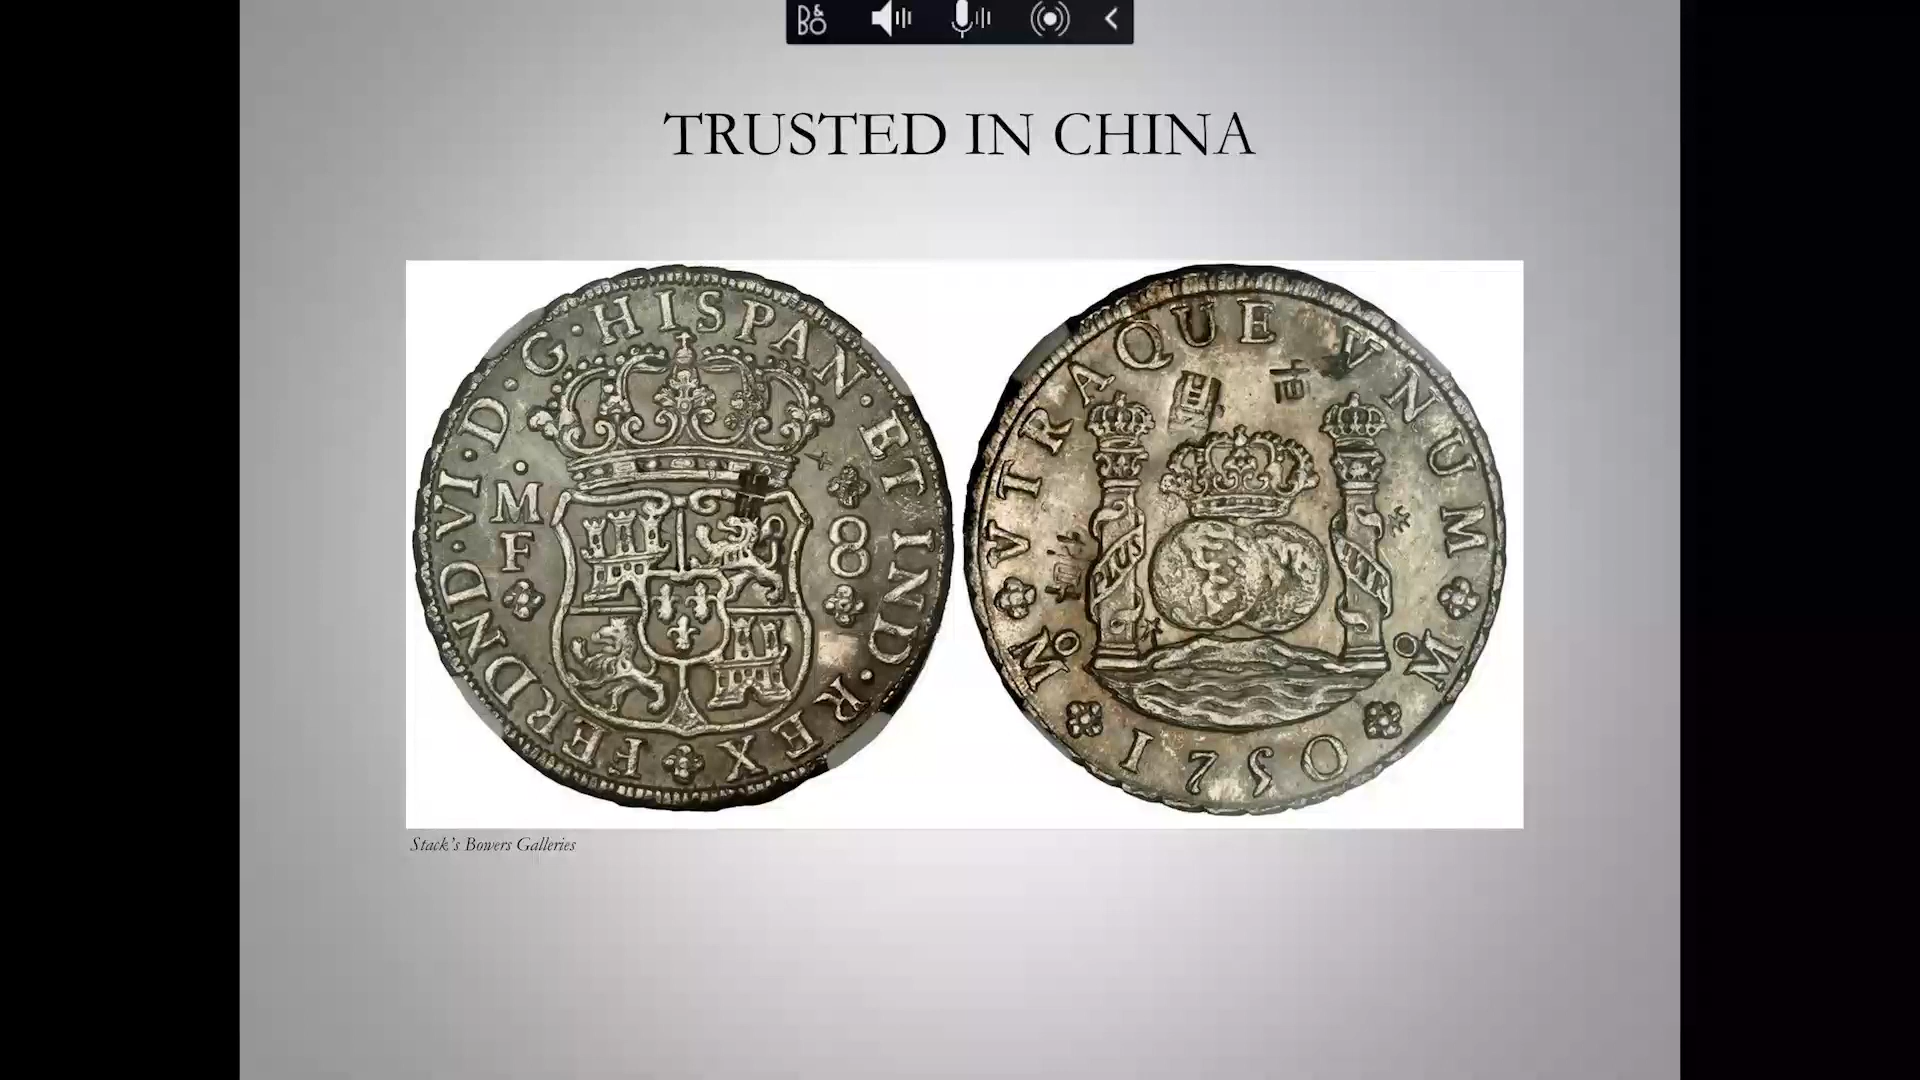 B&O
TRUSTED IN CHINA
FERDND·VI·D·G·HISPAN·ET IND·REX
M
F
8
VTRAQUE VNUM
PLUS
VLTR
M
M
1750
Stack's Bowers Galleries